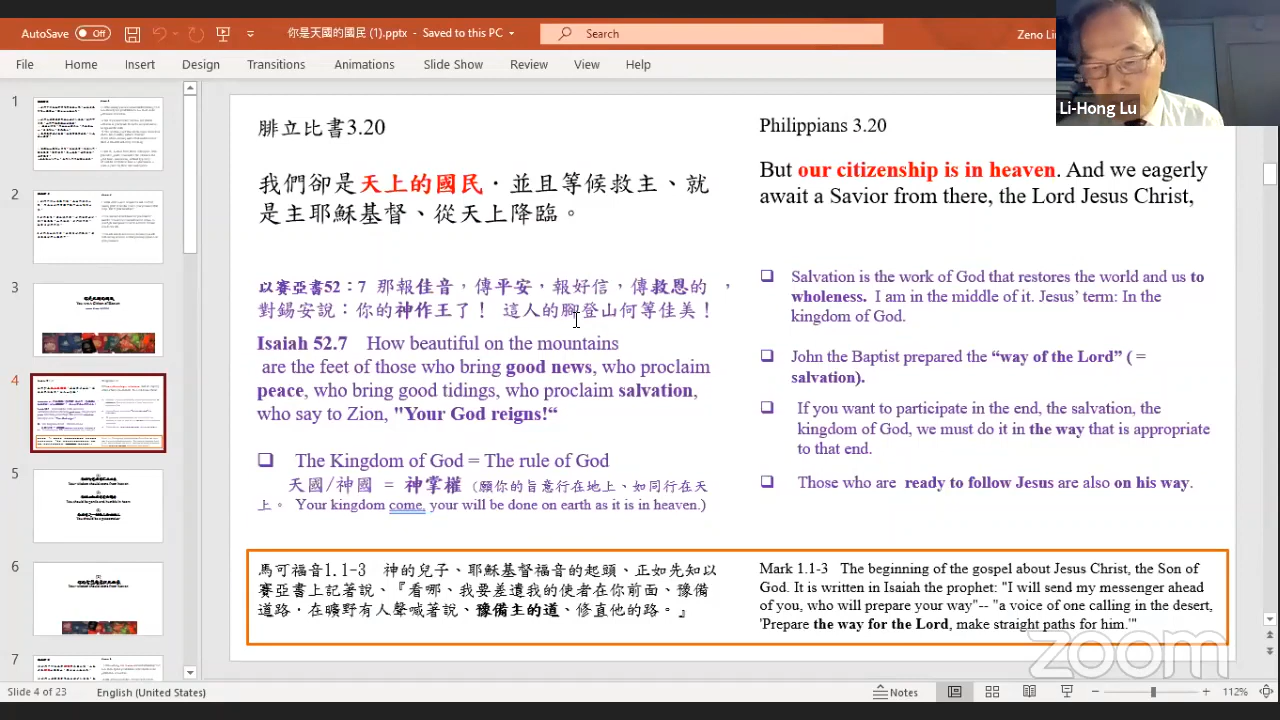 AutoSave Off 你是天國的國民 (1).pptx - Saved to this PC Search Zeno Li
File Home Insert Design Transitions Animations Slide Show Review View Help
Li-Hong Lu
1
2
3
4
5
6
7
腓立比書3.20
我們卻是天上的國民．並且等候救主、就
是主耶穌基督、從天上降臨。
以賽亞書52：7 那報佳音，傳平安，報好信，傳救恩的 ，
對錫安說：你的神作王了！ 這人的腳登山何等佳美！
Isaiah 52.7 How beautiful on the mountains
are the feet of those who bring good news, who proclaim
peace, who bring good tidings, who proclaim salvation,
who say to Zion, "Your God reigns!“
❑ The Kingdom of God = The rule of God
天國/神國 = 神掌權 (願你的旨意行在地上、如同行在天
上。 Your kingdom come, your will be done on earth as it is in heaven.)
Philippians 3.20
But our citizenship is in heaven. And we eagerly
await a Savior from there, the Lord Jesus Christ,
❑ Salvation is the work of God that restores the world and us to
wholeness. I am in the middle of it. Jesus’ term: In the
kingdom of God.
❑ John the Baptist prepared the “way of the Lord” ( =
salvation).
❑ If you want to participate in the end, the salvation, the
kingdom of God, we must do it in the way that is appropriate
to that end.
❑ Those who are ready to follow Jesus are also on his way.
馬可福音1.1-3 神的兒子、耶穌基督福音的起頭、正如先知以
賽亞書上記著說、『看哪、我要差遣我的使者在你前面、豫備
道路．在曠野有人聲喊著說、豫備主的道、修直他的路。』
Mark 1.1-3 The beginning of the gospel about Jesus Christ, the Son of
God. It is written in Isaiah the prophet: "I will send my messenger ahead
of you, who will prepare your way"-- "a voice of one calling in the desert,
'Prepare the way for the Lord, make straight paths for him.'"
zoom
Slide 4 of 23 English (United States) Notes 112%